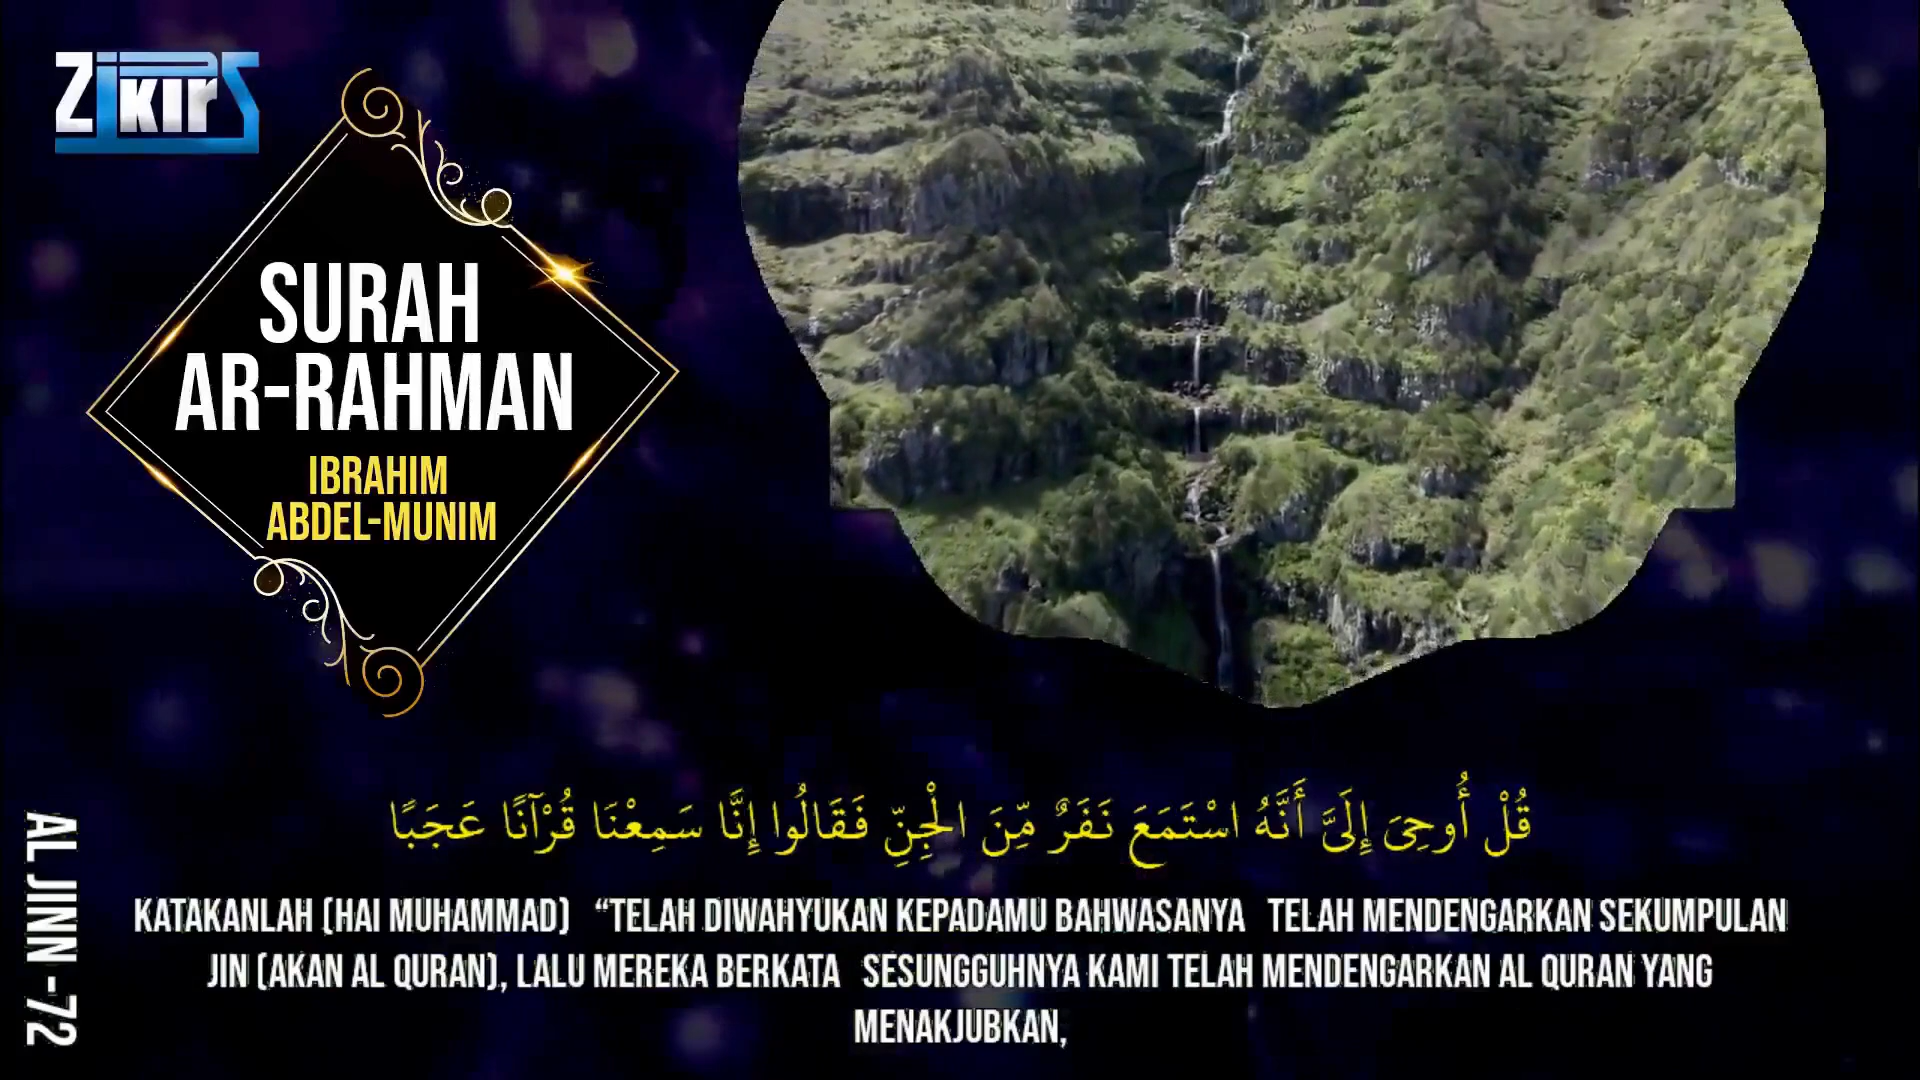 Zikir
SURAH
AR-RAHMAN
IBRAHIM
ABDEL-MUNIM
قُلْ أُوحِىَ إِلَىَّ أَنَّهُ اسْتَمَعَ نَفَرٌ مِّنَ الْجِنِّ فَقَالُوا إِنَّا سَمِعْنَا قُرْآنًا عَجَبًا
KATAKANLAH (HAI MUHAMMAD) “TELAH DIWAHYUKAN KEPADAMU BAHWASANYA TELAH MENDENGARKAN SEKUMPULAN
JIN (AKAN AL QURAN), LALU MEREKA BERKATA SESUNGGUHNYA KAMI TELAH MENDENGARKAN AL QURAN YANG
MENAKJUBKAN,
AL JINN -72